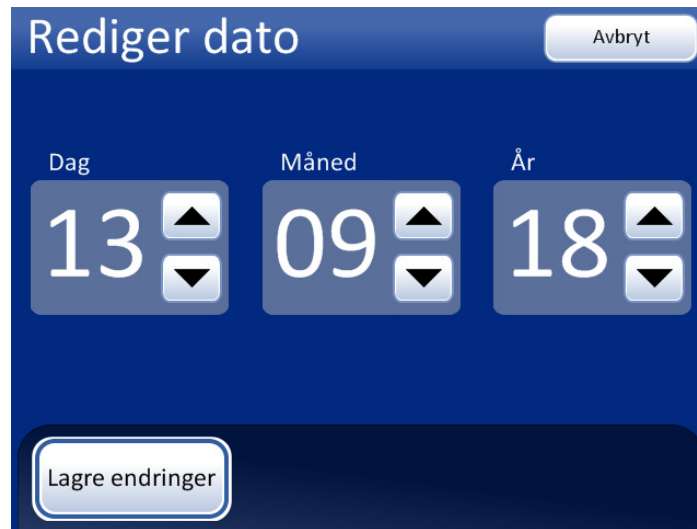 Rediger dato
Avbryt
Dag Måned År
13 09 18
Lagre endringer